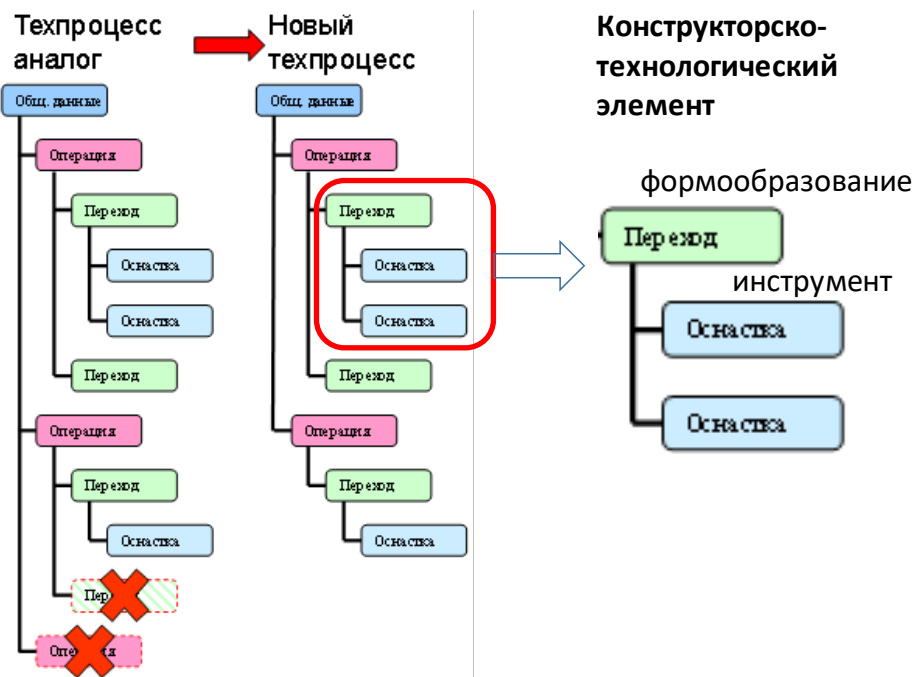 Техпроцесс
аналог
Общ. данные
Операция
Переход
Оснастка
Оснастка
Переход
Операция
Переход
Оснастка
Новый
техпроцесс
Общ. данные
Операция
Переход
Оснастка
Оснастка
Переход
Операция
Переход
Оснастка
Конструкторско-
технологический
элемент
формообразование
Переход
инструмент
Оснастка
Оснастка